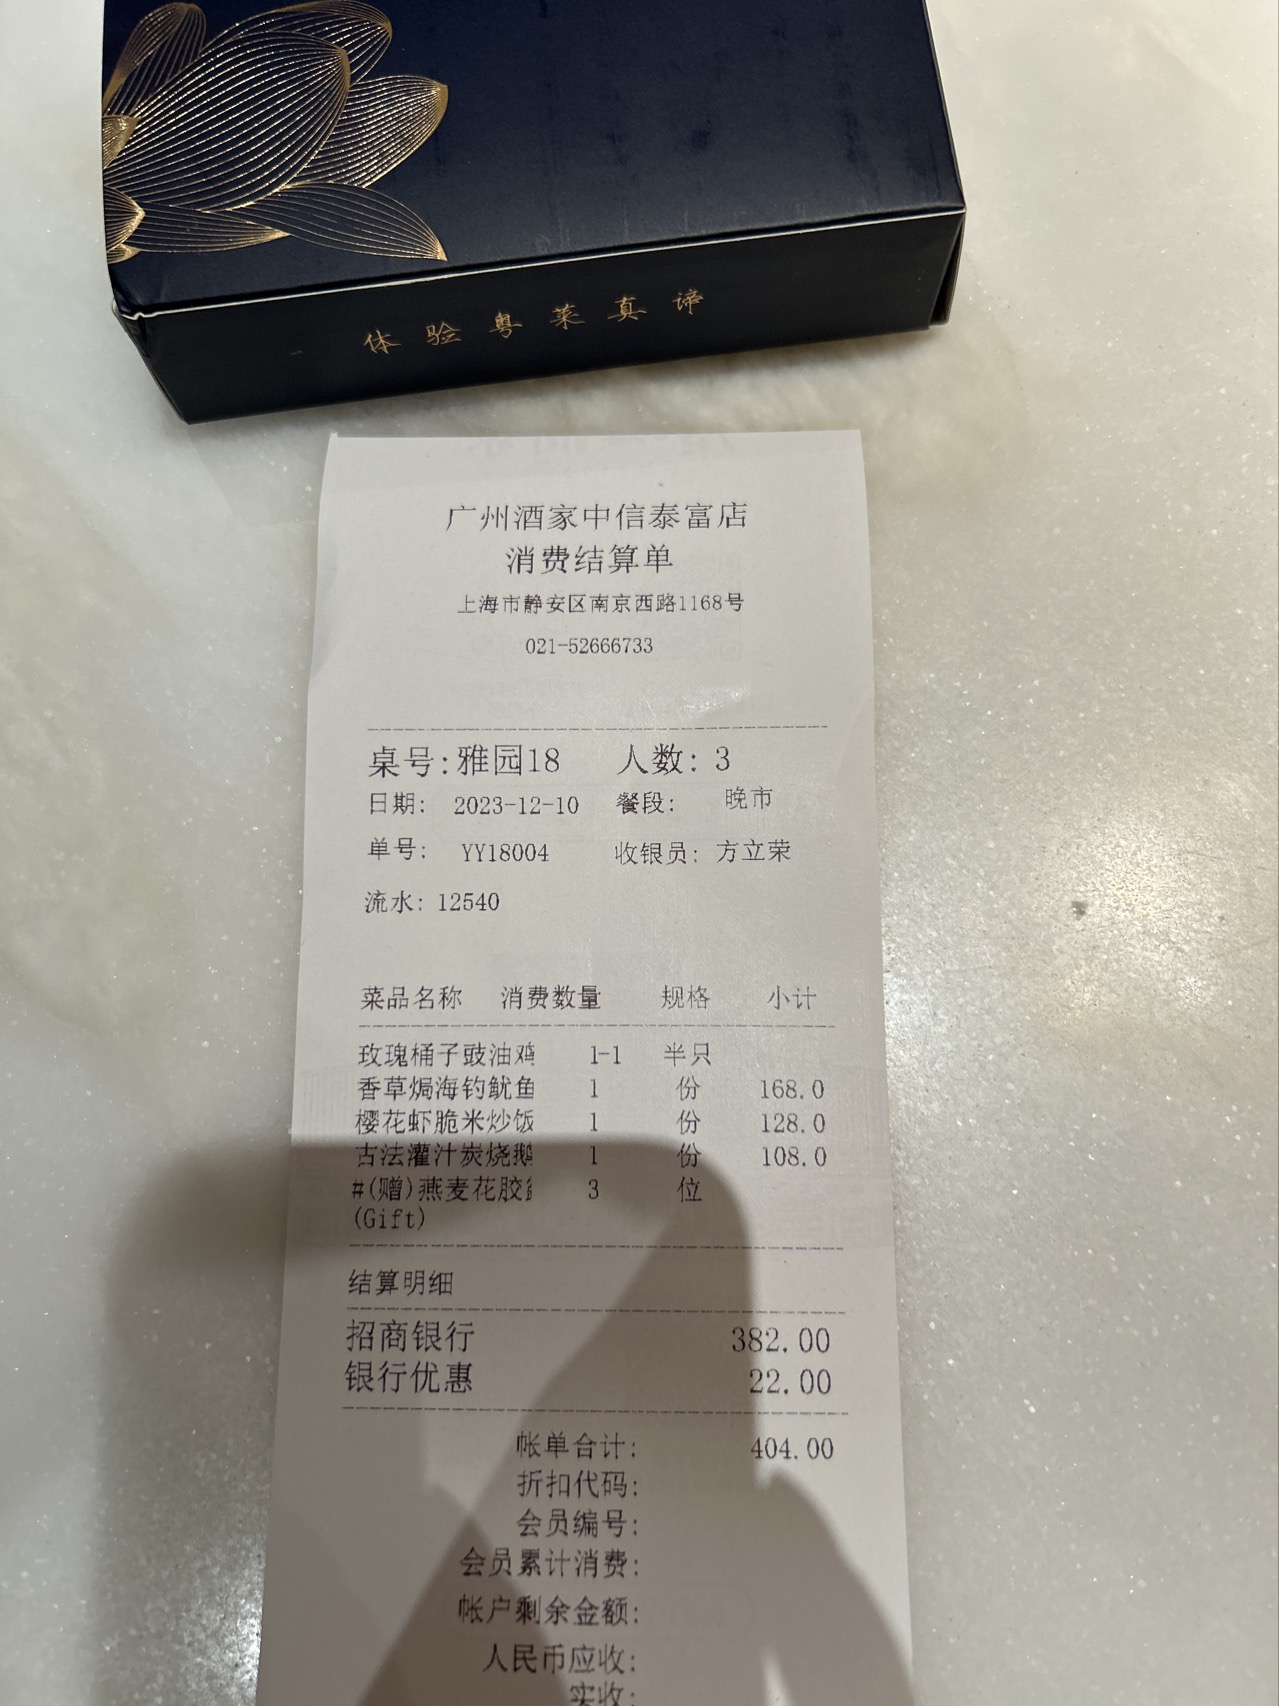 体验粤菜真谛
广州酒家中信泰富店
消费结算单
上海市静安区南京西路1168号
021-52666733
桌号:雅园18 人数: 3
日期: 2023-12-10 餐段: 晚市
单号: YY18004 收银员: 方立荣
流水: 12540
菜品名称 消费数量 规格 小计
玫瑰桶子豉油鸡 1-1 半只
香草焗海钓鱿鱼 1 份 168.0
樱花虾脆米炒饭 1 份 128.0
古法灌汁炭烧鹅 1 份 108.0
#(赠)燕麦花胶 3 位
(Gift)
结算明细
招商银行 382.00
银行优惠 22.00
帐单合计: 404.00
折扣代码:
会员编号:
会员累计消费:
帐户剩余金额:
人民币应收:
实收: